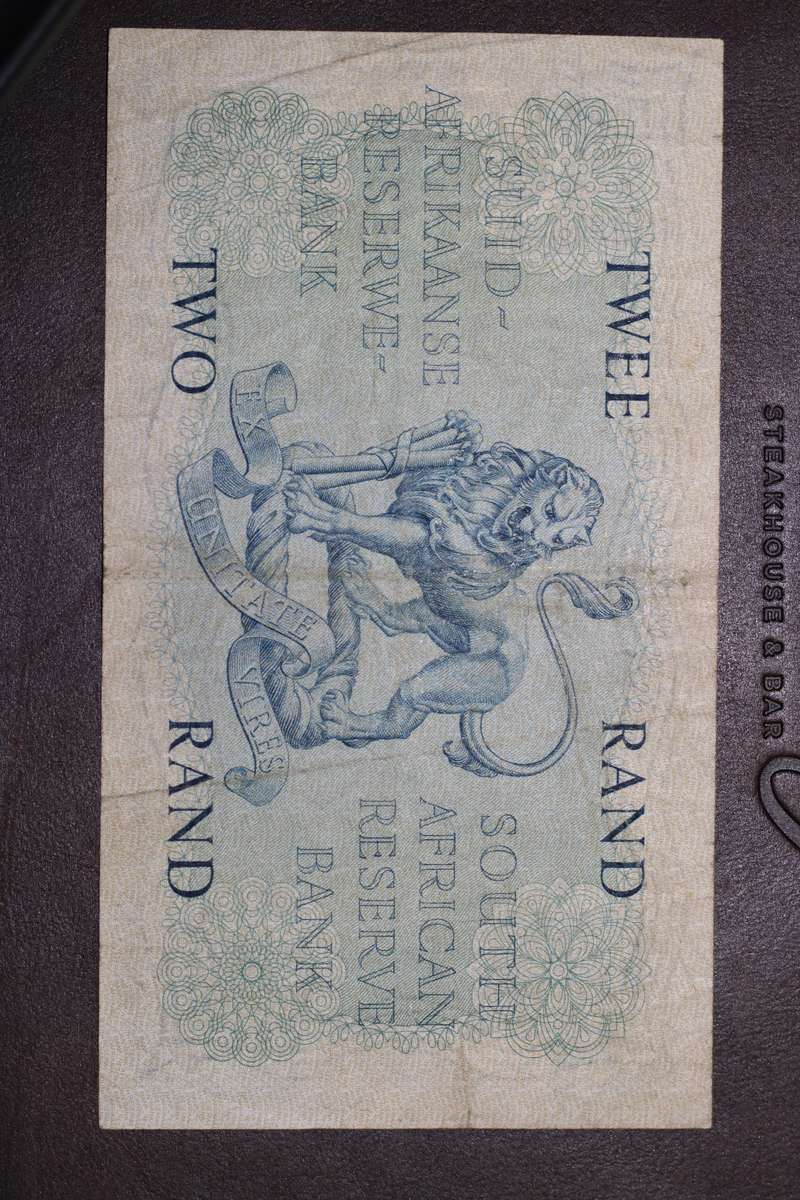 TWEE RAND
SUID-
AFRIKAANSE
RESERWE-
BANK
SOUTH
AFRICAN
RESERVE
BANK
EX UNITATE VIRES
TWO RAND
STEAKHOUSE & BAR